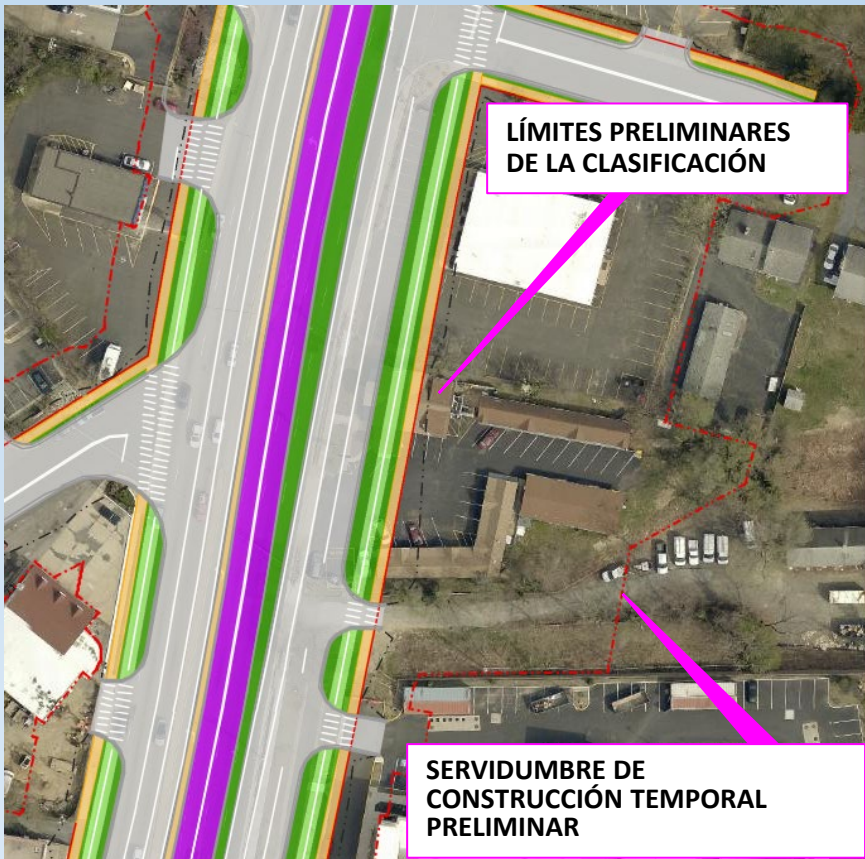 LÍMITES PRELIMINARES
DE LA CLASIFICACIÓN
SERVIDUMBRE DE
CONSTRUCCIÓN TEMPORAL
PRELIMINAR